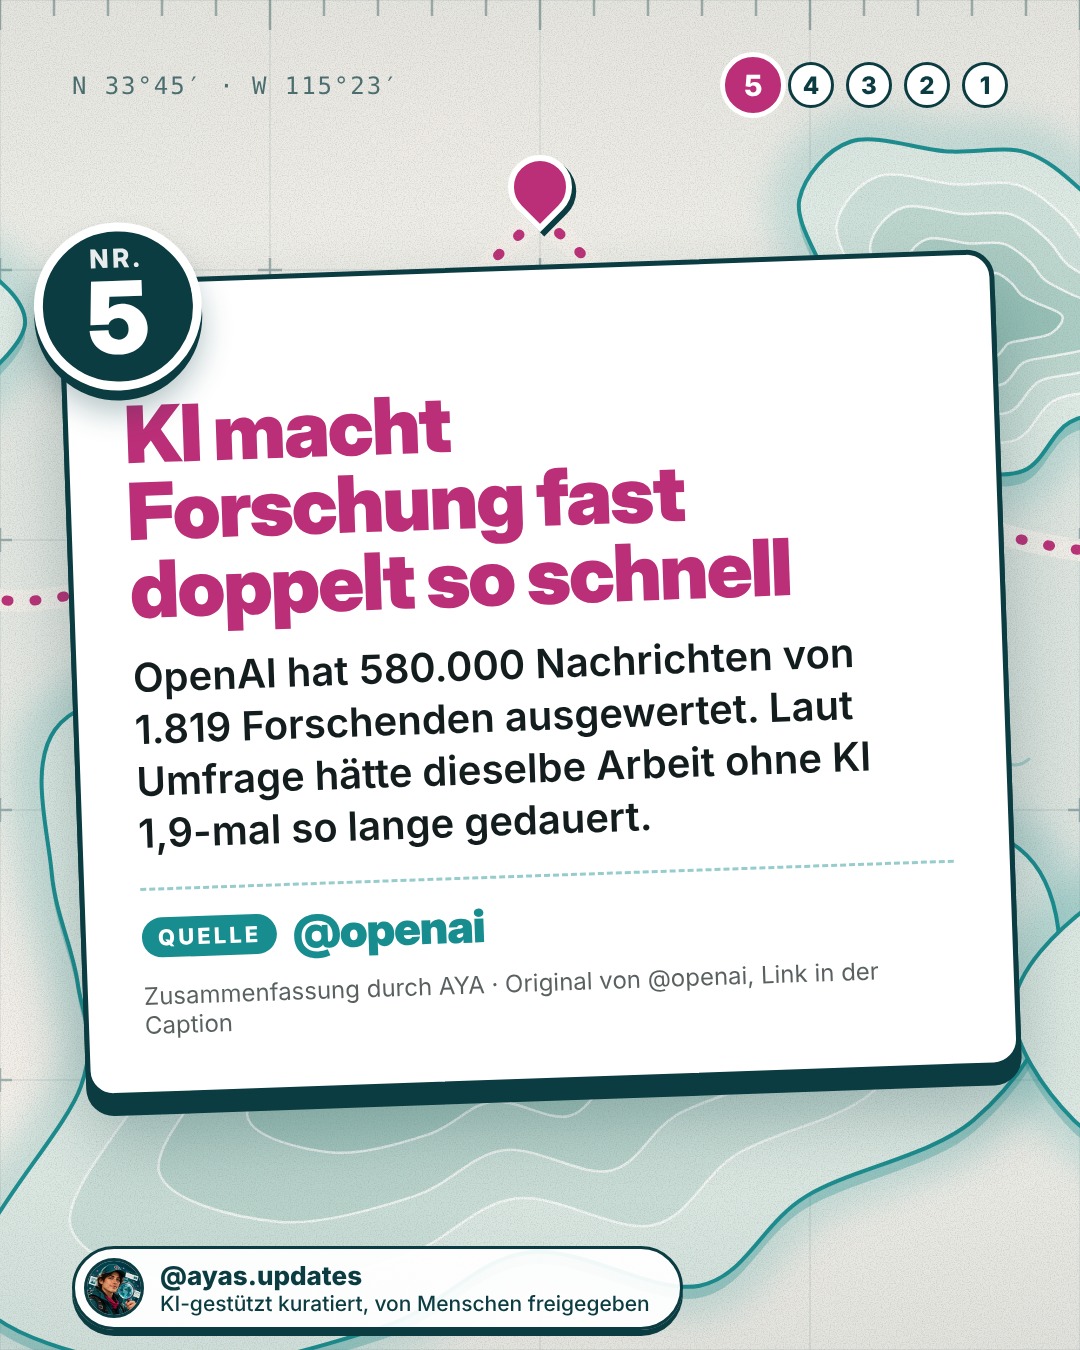 N 33°45′ · W 115°23′
5 4 3 2 1
NR.
5
KI macht
Forschung fast
doppelt so schnell
OpenAI hat 580.000 Nachrichten von
1.819 Forschenden ausgewertet. Laut
Umfrage hätte dieselbe Arbeit ohne KI
1,9-mal so lange gedauert.
QUELLE @openai
Zusammenfassung durch AYA · Original von @openai, Link in der
Caption
@ayas.updates
KI-gestützt kuratiert, von Menschen freigegeben